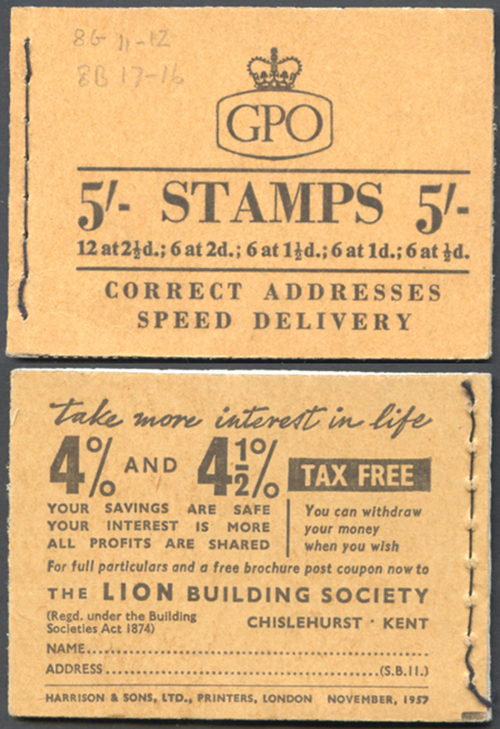 8G 11-12
8B 17-16
GPO
5/- STAMPS 5/-
12 at 2½d.; 6 at 2d.; 6 at 1½d.; 6 at 1d.; 6 at ½d.
CORRECT ADDRESSES
SPEED DELIVERY
take more interest in life
4% AND 4½% TAX FREE
YOUR SAVINGS ARE SAFE
YOUR INTEREST IS MORE
ALL PROFITS ARE SHARED
You can withdraw
your money
when you wish
For full particulars and a free brochure post coupon now to
THE LION BUILDING SOCIETY
(Regd. under the Building
Societies Act 1874)
CHISLEHURST · KENT
NAME
ADDRESS (S.B.11.)
HARRISON & SONS, LTD., PRINTERS, LONDON NOVEMBER, 1957